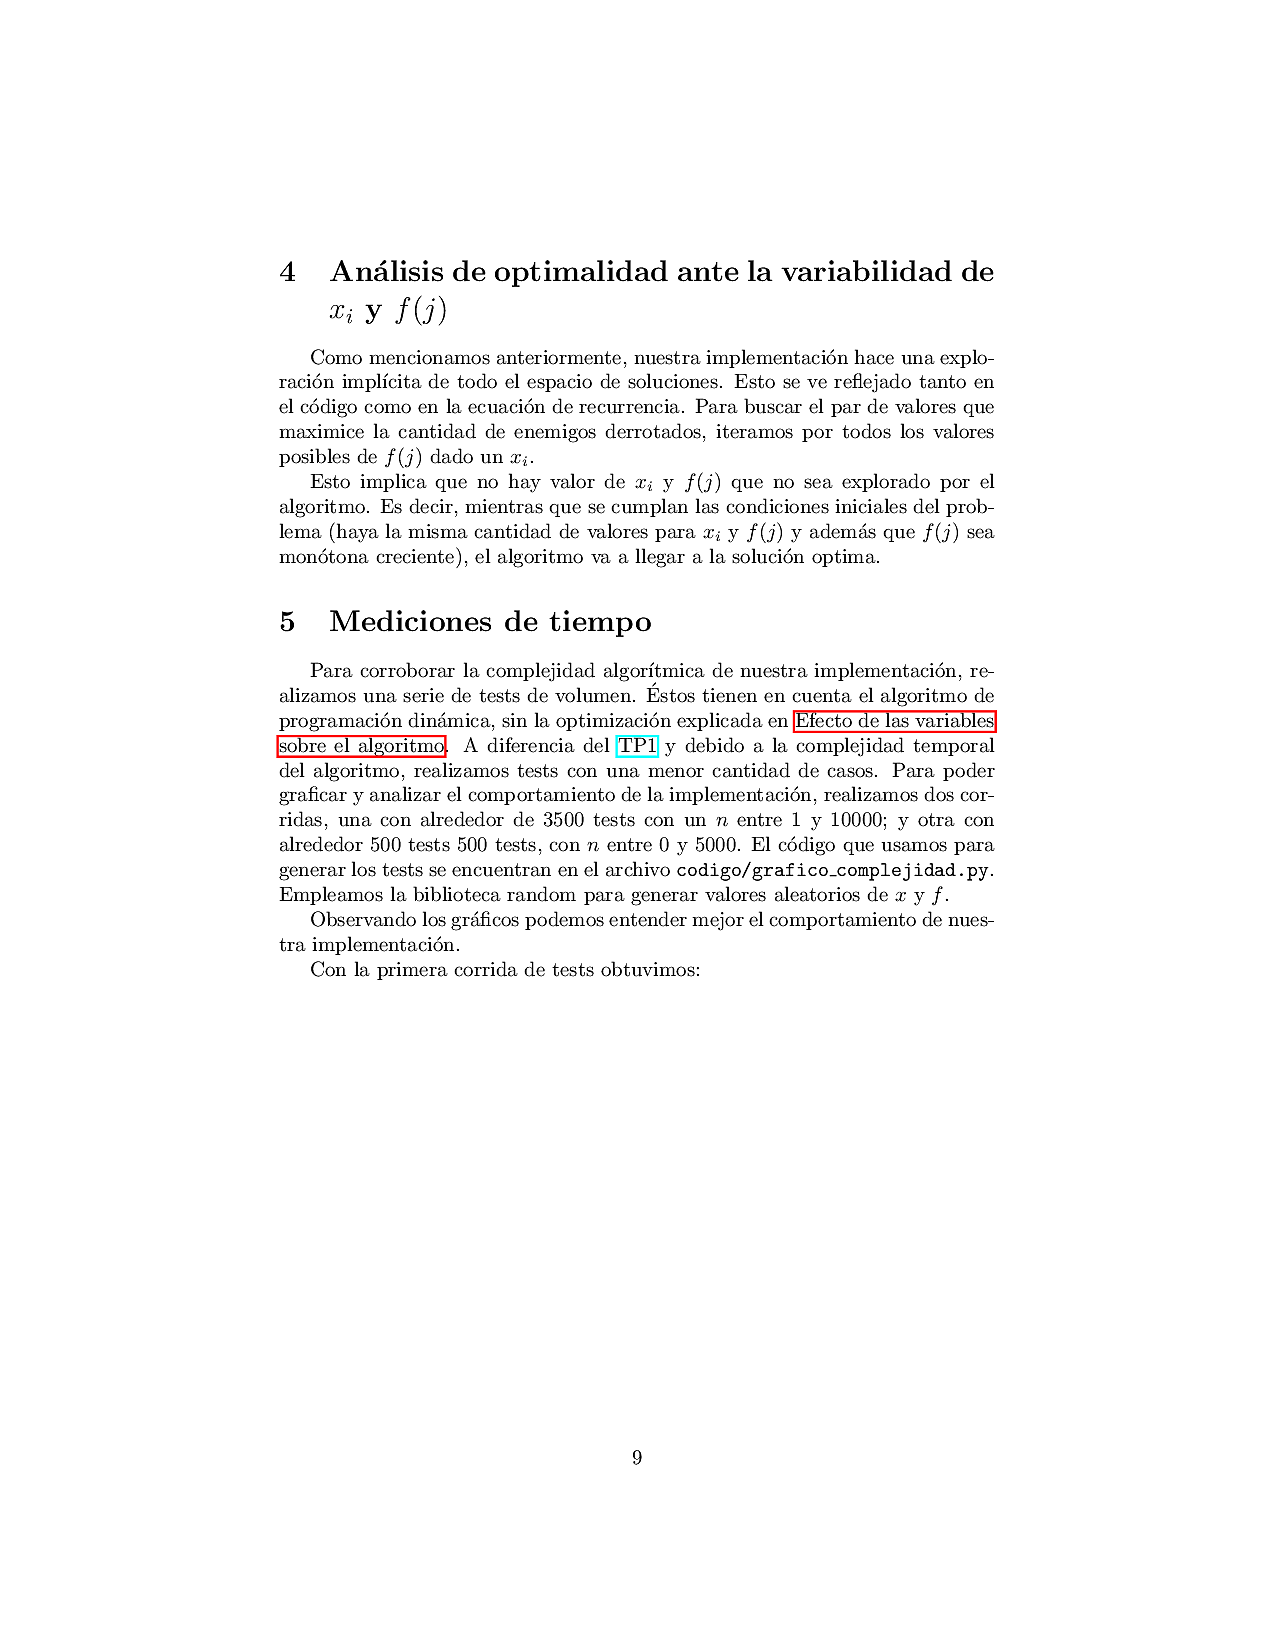 4 Análisis de optimalidad ante la variabilidad de
x_i y f(j)
Como mencionamos anteriormente, nuestra implementación hace una explo-
ración implícita de todo el espacio de soluciones. Esto se ve reflejado tanto en
el código como en la ecuación de recurrencia. Para buscar el par de valores que
maximice la cantidad de enemigos derrotados, iteramos por todos los valores
posibles de f(j) dado un x_i.
Esto implica que no hay valor de x_i y f(j) que no sea explorado por el
algoritmo. Es decir, mientras que se cumplan las condiciones iniciales del prob-
lema (haya la misma cantidad de valores para x_i y f(j) y además que f(j) sea
monótona creciente), el algoritmo va a llegar a la solución optima.
5 Mediciones de tiempo
Para corroborar la complejidad algorítmica de nuestra implementación, re-
alizamos una serie de tests de volumen. Éstos tienen en cuenta el algoritmo de
programación dinámica, sin la optimización explicada en Efecto de las variables
sobre el algoritmo. A diferencia del TP1 y debido a la complejidad temporal
del algoritmo, realizamos tests con una menor cantidad de casos. Para poder
graficar y analizar el comportamiento de la implementación, realizamos dos cor-
ridas, una con alrededor de 3500 tests con un n entre 1 y 10000; y otra con
alrededor 500 tests 500 tests, con n entre 0 y 5000. El código que usamos para
generar los tests se encuentran en el archivo codigo/grafico_complejidad.py.
Empleamos la biblioteca random para generar valores aleatorios de x y f.
Observando los gráficos podemos entender mejor el comportamiento de nues-
tra implementación.
Con la primera corrida de tests obtuvimos:
9